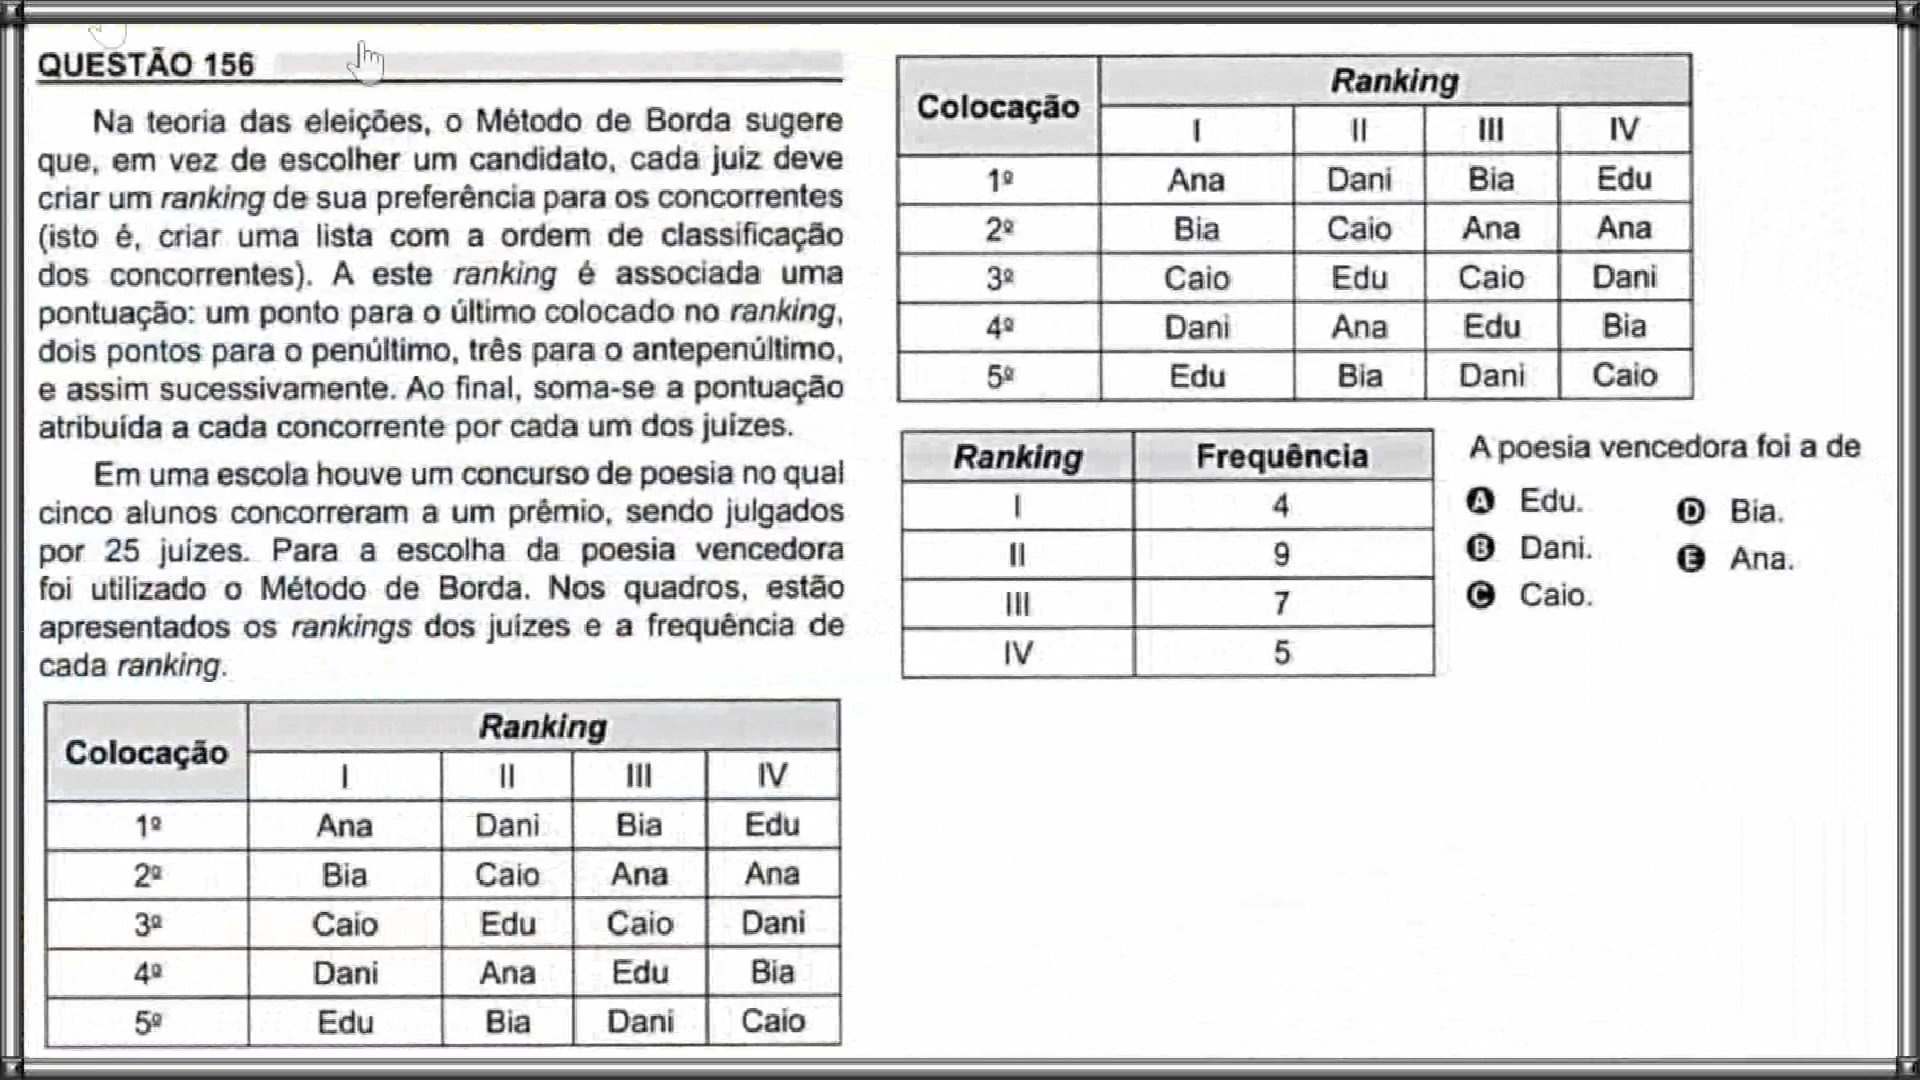 QUESTÃO 156
Na teoria das eleições, o Método de Borda sugere
que, em vez de escolher um candidato, cada juiz deve
criar um ranking de sua preferência para os concorrentes
(isto é, criar uma lista com a ordem de classificação
dos concorrentes). A este ranking é associada uma
pontuação: um ponto para o último colocado no ranking,
dois pontos para o penúltimo, três para o antepenúltimo,
e assim sucessivamente. Ao final, soma-se a pontuação
atribuída a cada concorrente por cada um dos juízes.
Em uma escola houve um concurso de poesia no qual
cinco alunos concorreram a um prêmio, sendo julgados
por 25 juízes. Para a escolha da poesia vencedora
foi utilizado o Método de Borda. Nos quadros, estão
apresentados os rankings dos juízes e a frequência de
cada ranking.
Colocação Ranking
I II III IV
1º Ana Dani Bia Edu
2º Bia Caio Ana Ana
3º Caio Edu Caio Dani
4º Dani Ana Edu Bia
5º Edu Bia Dani Caio
Colocação Ranking
I II III IV
1º Ana Dani Bia Edu
2º Bia Caio Ana Ana
3º Caio Edu Caio Dani
4º Dani Ana Edu Bia
5º Edu Bia Dani Caio
Ranking Frequência
I 4
II 9
III 7
IV 5
A poesia vencedora foi a de
A Edu.
B Dani.
C Caio.
D Bia.
E Ana.